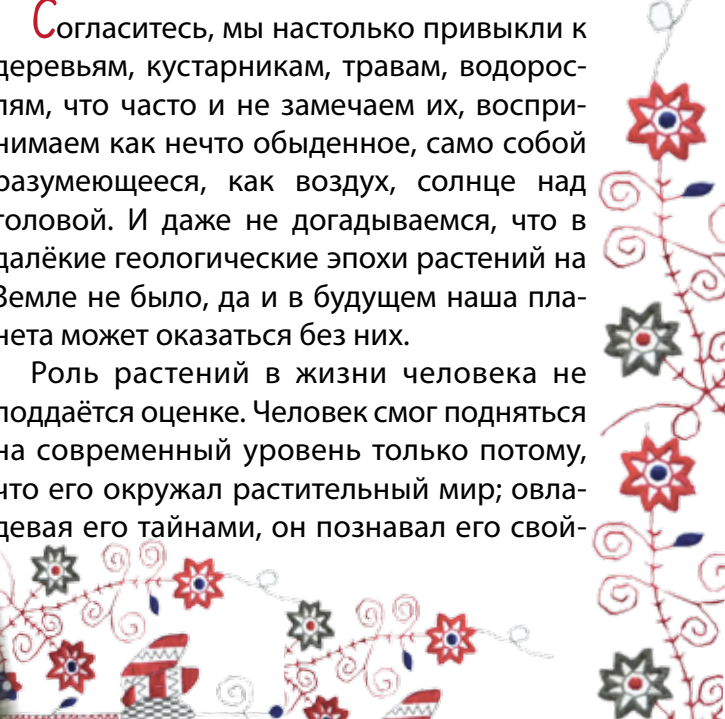 Согласитесь, мы настолько привыкли к
деревьям, кустарникам, травам, водорос-
лям, что часто и не замечаем их, воспри-
нимаем как нечто обыденное, само собой
разумеющееся, как воздух, солнце над
головой. И даже не догадываемся, что в
далёкие геологические эпохи растений на
Земле не было, да и в будущем наша пла-
нета может оказаться без них.
Роль растений в жизни человека не
поддаётся оценке. Человек смог подняться
на современный уровень только потому,
что его окружал растительный мир; овла-
девая его тайнами, он познавал его свой-